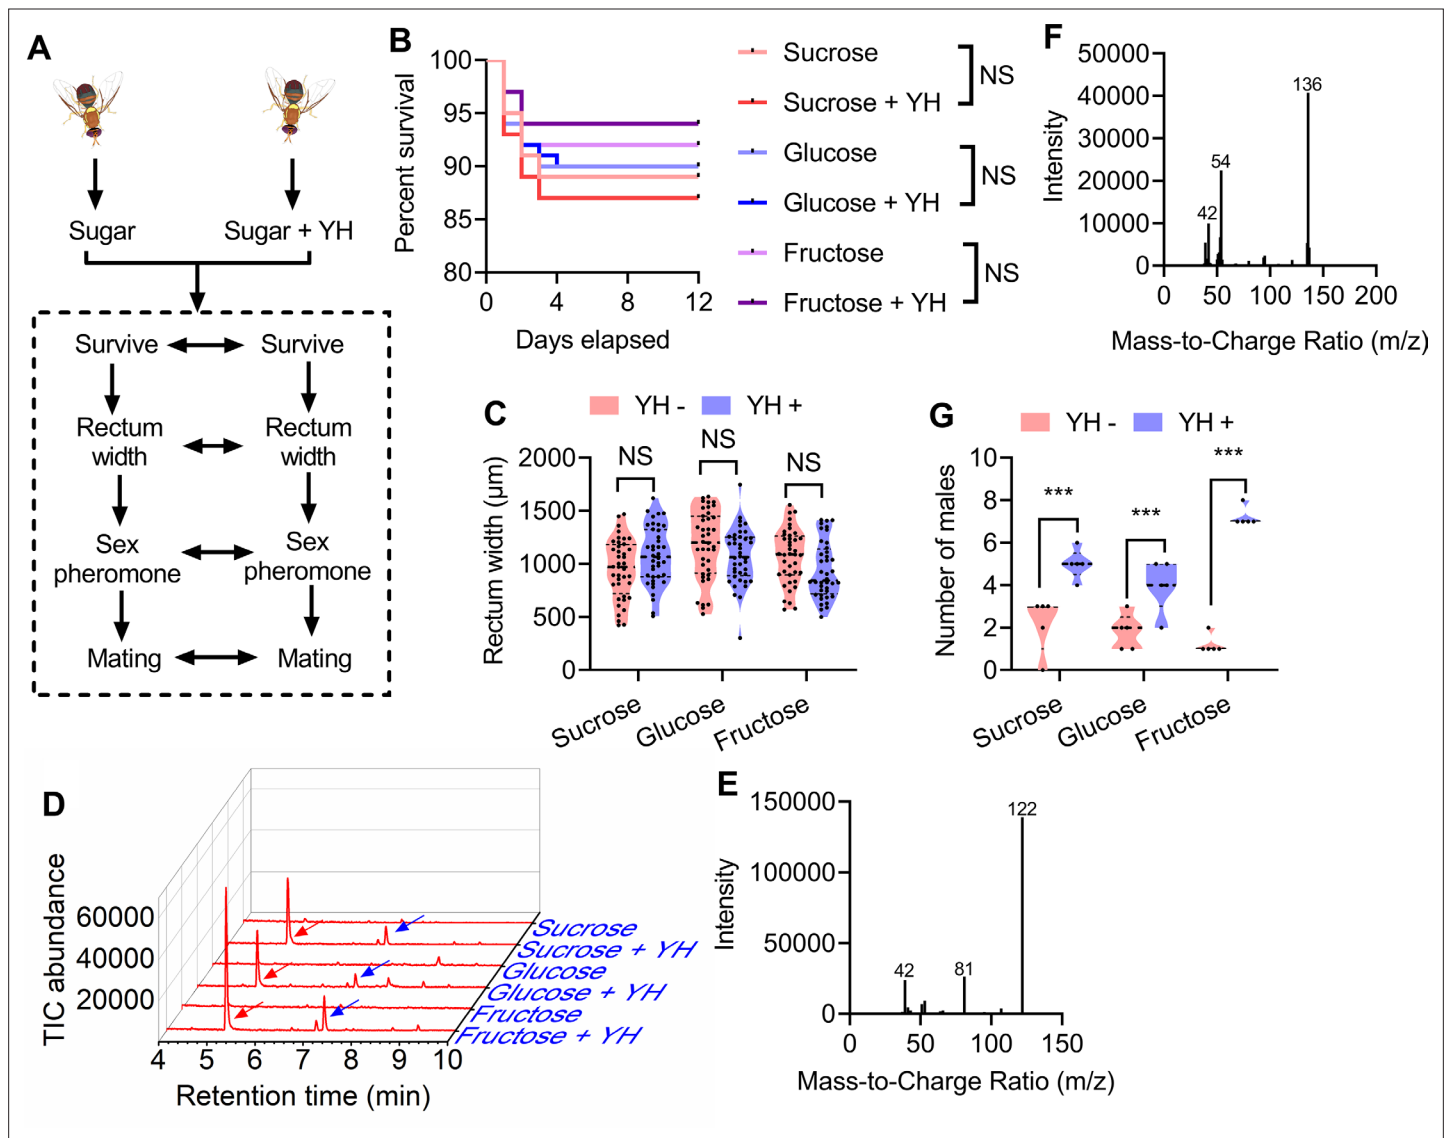 A
Sugar
Sugar + YH
Survive
Survive
Rectum
width
Rectum
width
Sex
pheromone
Sex
pheromone
Mating
Mating
B
Percent survival
100
95
90
85
80
0
4
8
12
Days elapsed
Sucrose
Sucrose + YH
NS
Glucose
Glucose + YH
NS
Fructose
Fructose + YH
NS
F
Intensity
50000
40000
30000
20000
10000
0
42
54
136
0
50
100
150
200
Mass-to-Charge Ratio (m/z)
C
YH -
YH +
Rectum width (μm)
2000
1500
1000
500
0
NS
NS
NS
Sucrose
Glucose
Fructose
G
YH -
YH +
Number of males
10
8
6
4
2
0
***
***
***
Sucrose
Glucose
Fructose
D
TIC abundance
60000
40000
20000
4
5
6
7
8
9
10
Retention time (min)
Sucrose
Sucrose + YH
Glucose
Glucose + YH
Fructose
Fructose + YH
E
Intensity
150000
100000
50000
0
42
81
122
0
50
100
150
Mass-to-Charge Ratio (m/z)